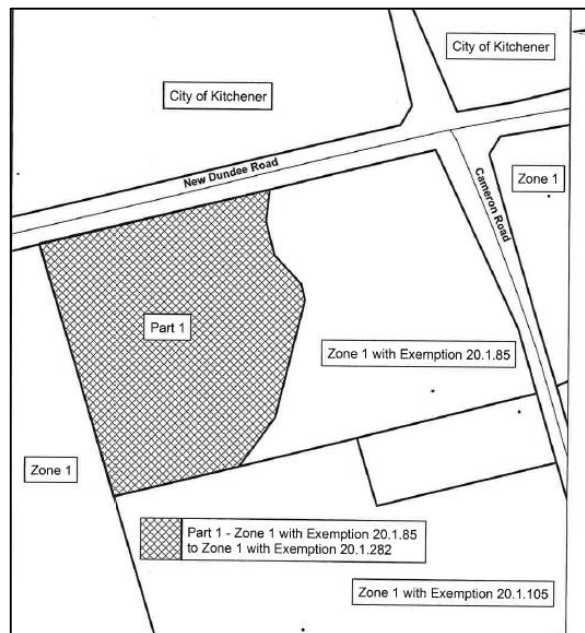 City of Kitchener
City of Kitchener
New Dundee Road
Cameron Road
Zone 1
Part 1
Zone 1 with Exemption 20.1.85
Zone 1
Part 1 - Zone 1 with Exemption 20.1.85
to Zone 1 with Exemption 20.1.282
Zone 1 with Exemption 20.1.105